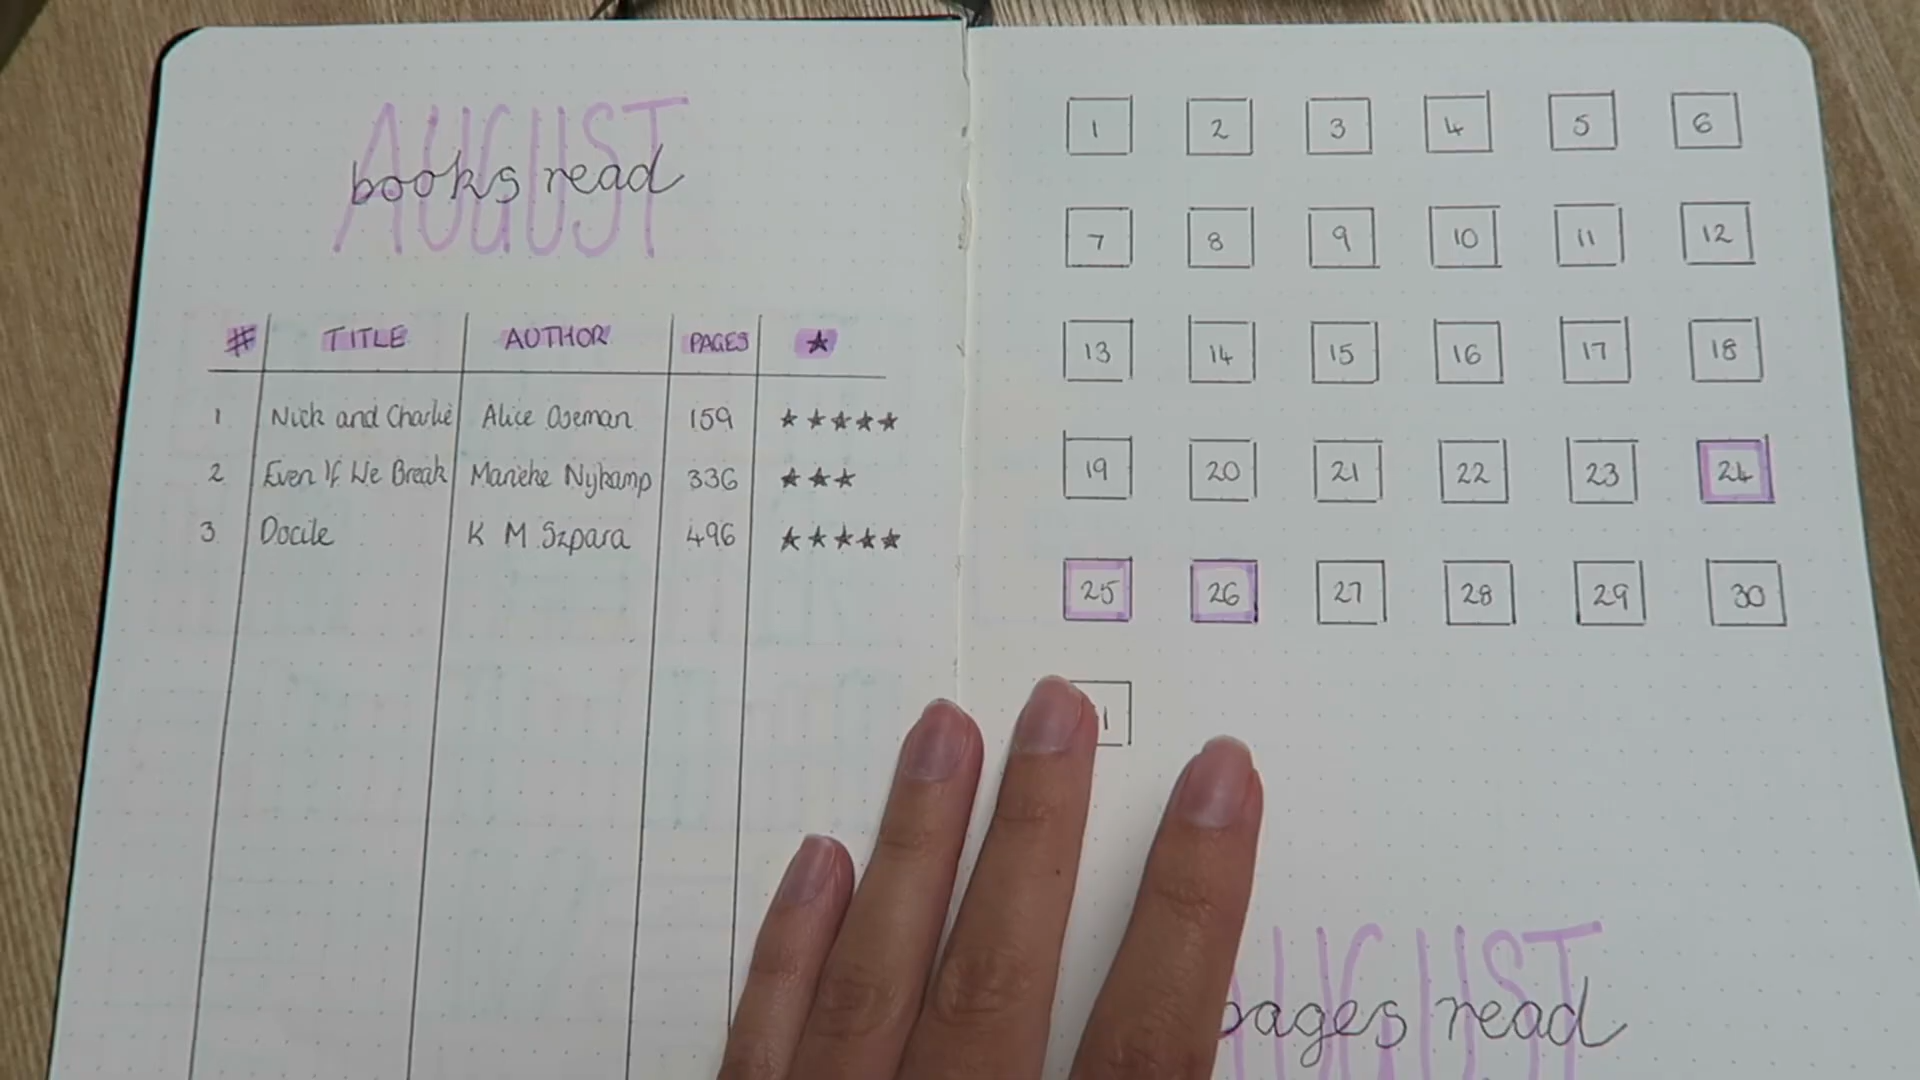 AUGUST
books read
# TITLE AUTHOR PAGES ★
1 Nick and Charlie Alice Oseman 159 ★★★★★
2 Even If We Break Marieke Nijkamp 336 ★★★
3 Docile K M Szpara 496 ★★★★★
1 2 3 4 5 6
7 8 9 10 11 12
13 14 15 16 17 18
19 20 21 22 23 24
25 26 27 28 29 30
1
AUGUST
pages read